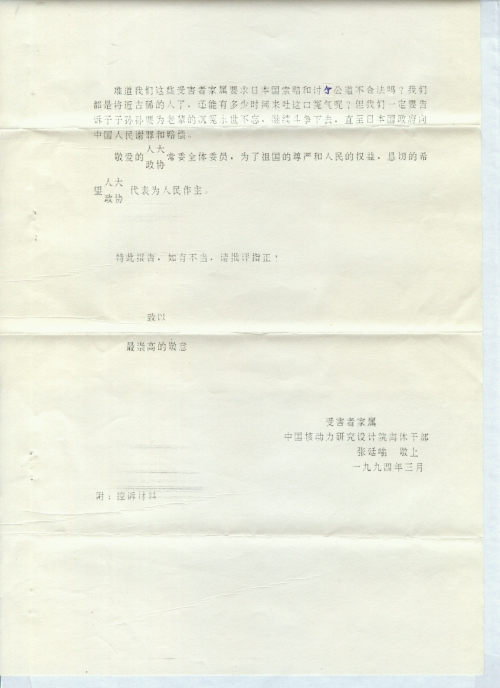 难道我们这些受害者家属要求日本国索赔和讨个公道不合法吗？我们
都是将近古稀的人了，还能有多少时间来吐这口冤气呢？但我们一定要告
诉子子孙孙要为老辈的沉冤永世不忘，继续斗争下去，直至日本国政府向
中国人民谢罪和赔偿。
敬爱的人大政协常委全体委员，为了祖国的尊严和人民的权益，恳切的希
望人大政协代表为人民作主。
特此报告，如有不当，请批评指正！
致以
最崇高的敬意
受害者家属
中国核动力研究设计院离休干部
张廷 敬上
一九九四年三月
附：控诉材料